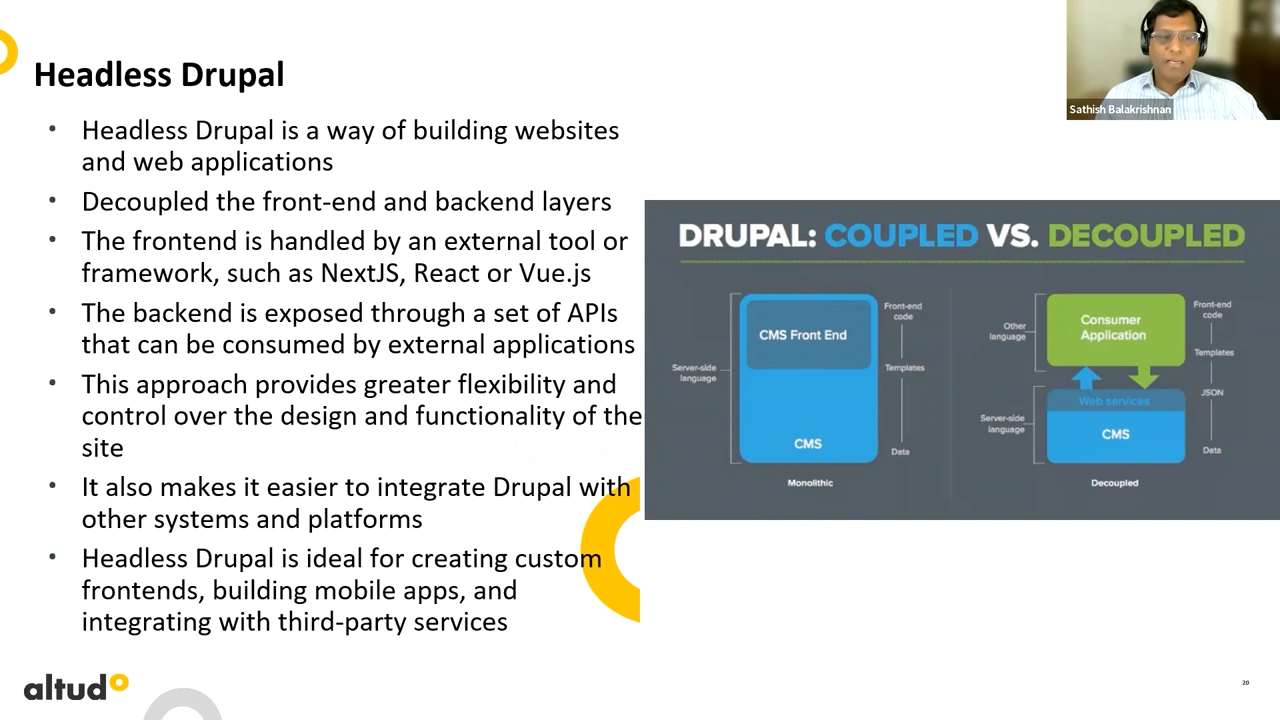 Headless Drupal
• Headless Drupal is a way of building websites
and web applications
• Decoupled the front-end and backend layers
• The frontend is handled by an external tool or
framework, such as NextJS, React or Vue.js
• The backend is exposed through a set of APIs
that can be consumed by external applications
• This approach provides greater flexibility and
control over the design and functionality of the
site
• It also makes it easier to integrate Drupal with
other systems and platforms
• Headless Drupal is ideal for creating custom
frontends, building mobile apps, and
integrating with third-party services
altudo
Sathish Balakrishnan
DRUPAL: COUPLED VS. DECOUPLED
Server-side
language
CMS Front End
CMS
Front-end
code
Templates
Data
Monolithic
Other
language
Server-side
language
Consumer
Application
Web services
CMS
Front-end
code
Templates
JSON
Data
Decoupled
20